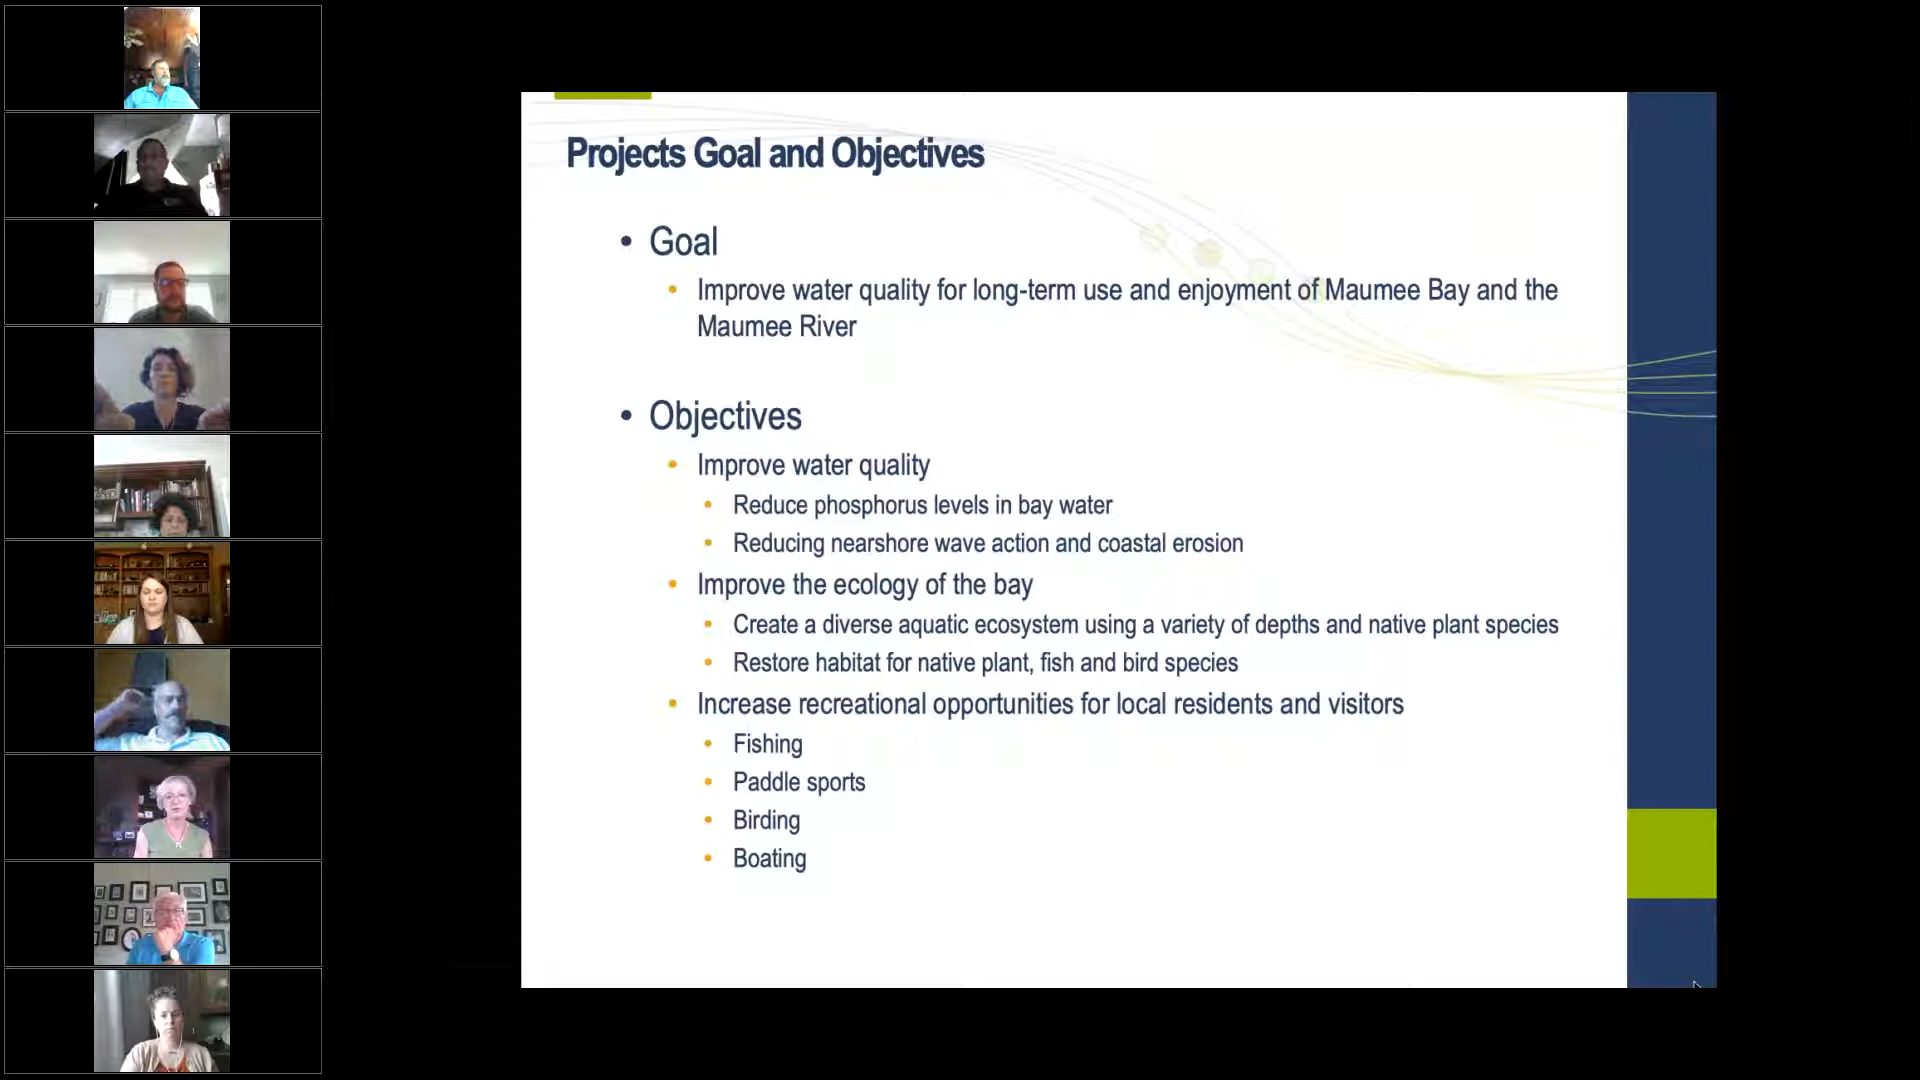 Projects Goal and Objectives
• Goal
• Improve water quality for long-term use and enjoyment of Maumee Bay and the
Maumee River
• Objectives
• Improve water quality
• Reduce phosphorus levels in bay water
• Reducing nearshore wave action and coastal erosion
• Improve the ecology of the bay
• Create a diverse aquatic ecosystem using a variety of depths and native plant species
• Restore habitat for native plant, fish and bird species
• Increase recreational opportunities for local residents and visitors
• Fishing
• Paddle sports
• Birding
• Boating